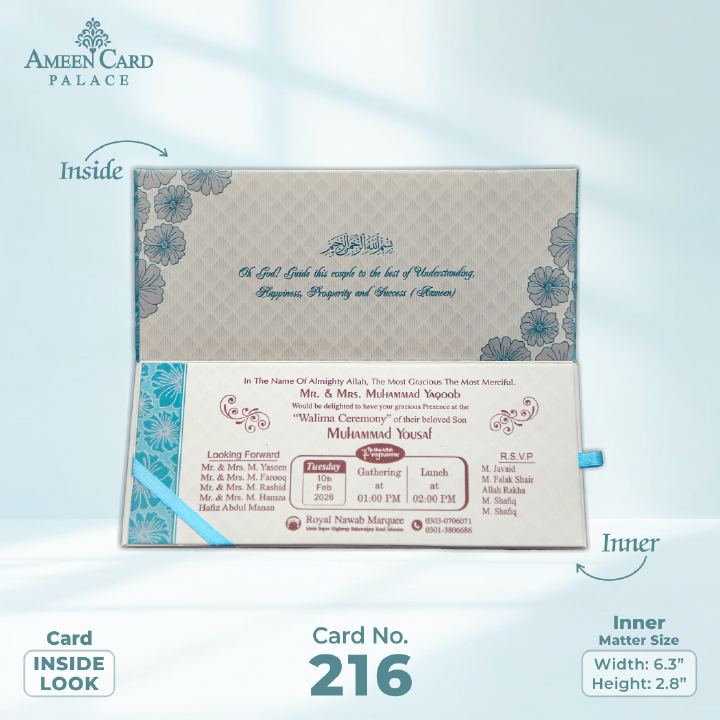 AMEEN CARD
PALACE
Inside
بسم الله الرحمن الرحيم
Oh God! Guide this couple to the best of Understanding,
Happiness, Prosperity and Success (Aameen)
In The Name Of Almighty Allah, The Most Gracious The Most Merciful.
Mr. & Mrs. Muhammad Yaqoob
Would be delighted to have your gracious Presence at the
"Walima Ceremony" of their beloved Son
Muhammad Yousaf
Programme
Looking Forward
Mr. & Mrs. M. Yaseen
Mr. & Mrs. M. Farooq
Mr. & Mrs. M. Rashid
Mr. & Mrs. M. Hamza
Hafiz Abdul Manan
Tuesday
10th
Feb
2026
Gathering
at
01:00 PM
Lunch
at
02:00 PM
R.S.V.P
M. Javaid
M. Falak Shair
Allah Rakha
M. Shafiq
M. Shafiq
Royal Nawab Marquee
0303-0706071
0301-3806686
Inner
Card
INSIDE
LOOK
Card No.
216
Inner
Matter Size
Width: 6.3”
Height: 2.8”